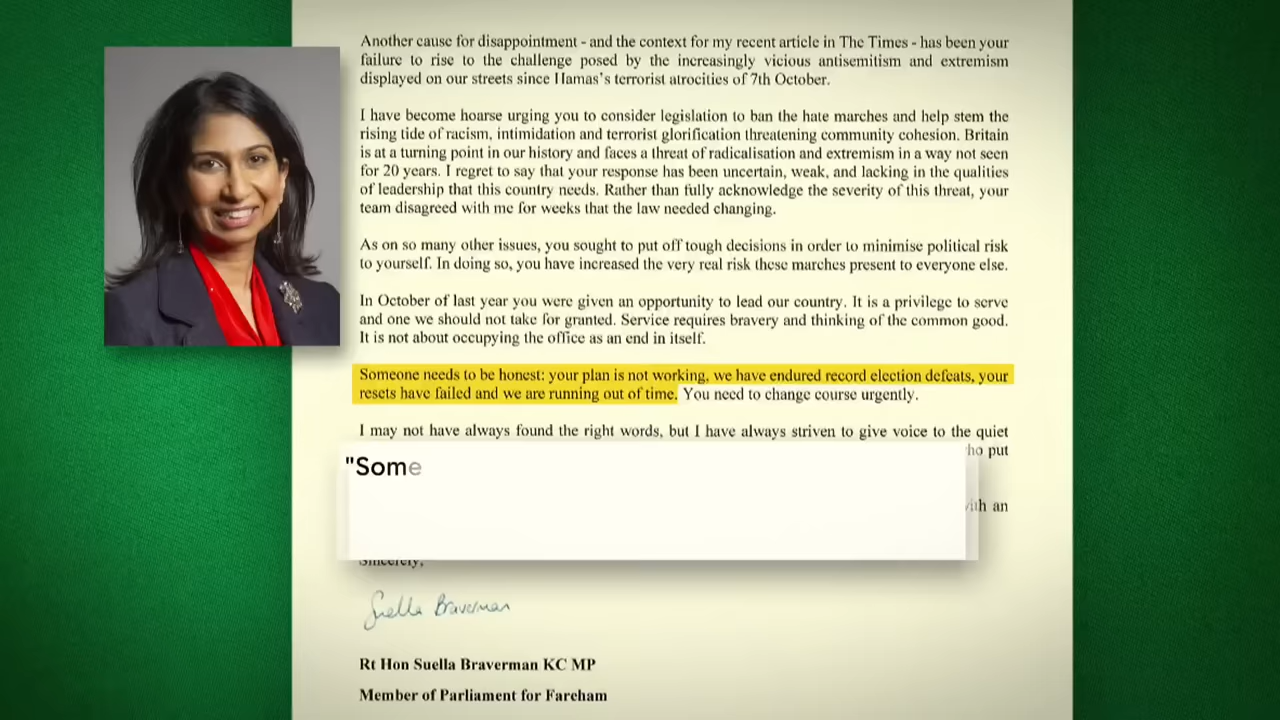 Another cause for disappointment - and the context for my recent article in The Times - has been your
failure to rise to the challenge posed by the increasingly vicious antisemitism and extremism
displayed on our streets since Hamas's terrorist atrocities of 7th October.
I have become hoarse urging you to consider legislation to ban the hate marches and help stem the
rising tide of racism, intimidation and terrorist glorification threatening community cohesion. Britain
is at a turning point in our history and faces a threat of radicalisation and extremism in a way not seen
for 20 years. I regret to say that your response has been uncertain, weak, and lacking in the qualities
of leadership that this country needs. Rather than fully acknowledge the severity of this threat, your
team disagreed with me for weeks that the law needed changing.
As on so many other issues, you sought to put off tough decisions in order to minimise political risk
to yourself. In doing so, you have increased the very real risk these marches present to everyone else.
In October of last year you were given an opportunity to lead our country. It is a privilege to serve
and one we should not take for granted. Service requires bravery and thinking of the common good.
It is not about occupying the office as an end in itself.
Someone needs to be honest: your plan is not working, we have endured record election defeats, your
resets have failed and we are running out of time. You need to change course urgently.
I may not have always found the right words, but I have always striven to give voice to the quiet
put
"Some
an
Sincerely,
Suella Braverman
Rt Hon Suella Braverman KC MP
Member of Parliament for Fareham